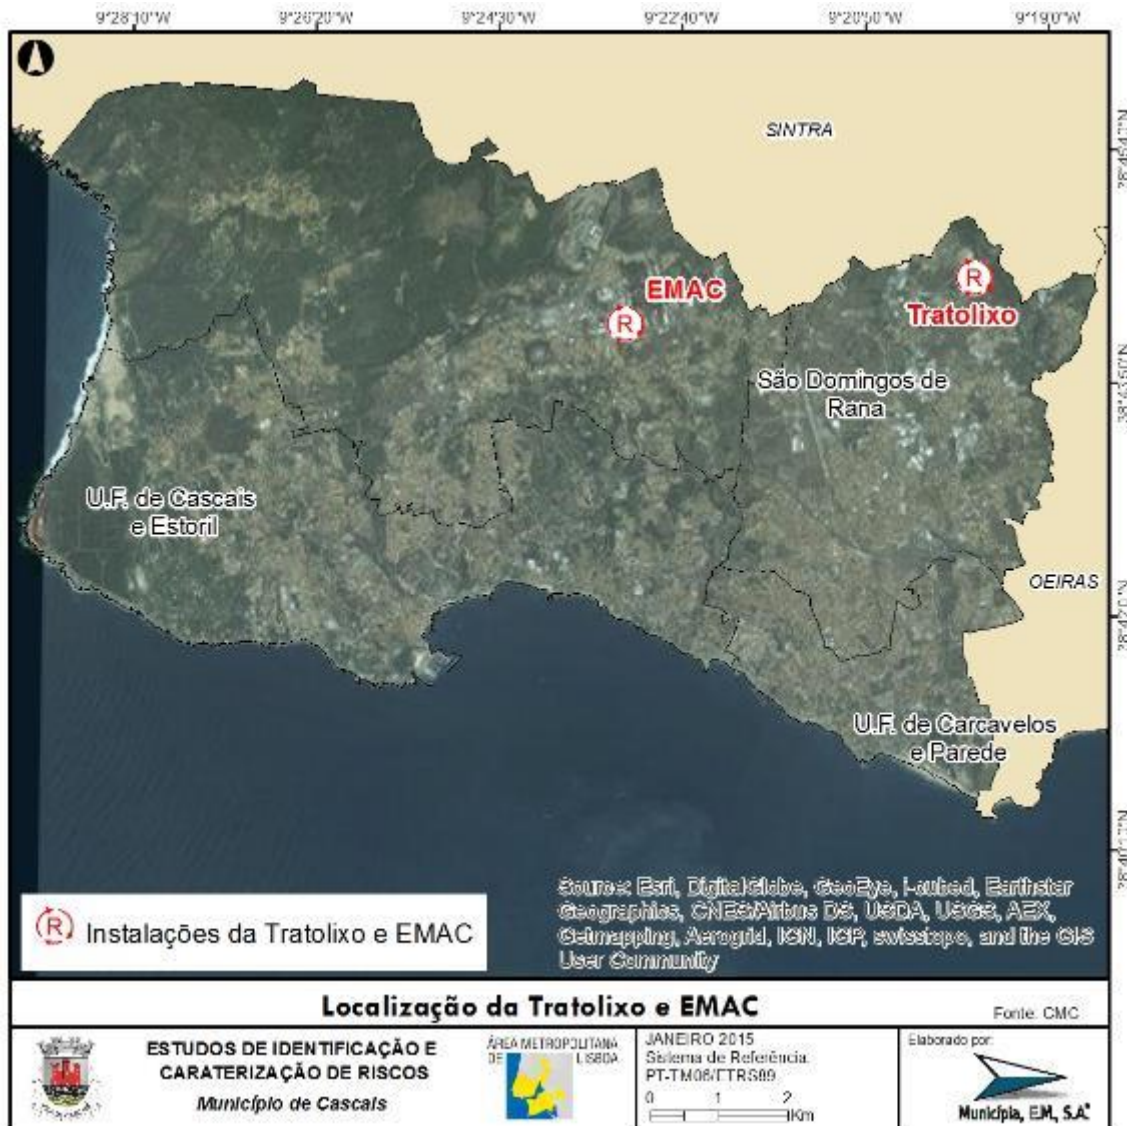 9°28'10"W 9°26'20"W 9°24'30"W 9°22'40"W 9°20'50"W 9°19'0"W
SINTRA
R
EMAC
R
Tratolixo
São Domingos de
Rana
U.F. de Cascais
e Estoril
OEIRAS
U.F. de Carcavelos
e Parede
Source: Esri, DigitalGlobe, GeoEye, i-cubed, Earthstar
Geographics, CNES/Airbus DS, USDA, USGS, AEX,
Getmapping, Aerogrid, IGN, IGP, swisstopo, and the GIS
User Community
R Instalações da Tratolixo e EMAC
Localização da Tratolixo e EMAC
Fonte: CMC
ESTUDOS DE IDENTIFICAÇÃO E
CARATERIZAÇÃO DE RISCOS
Município de Cascais
ÁREA METROPOLITANA
DE LISBOA
JANEIRO 2015
Sistema de Referência:
PT-TM06/ETRS89
0 1 2
Km
Elaborado por:
Município, E.M., S.A.